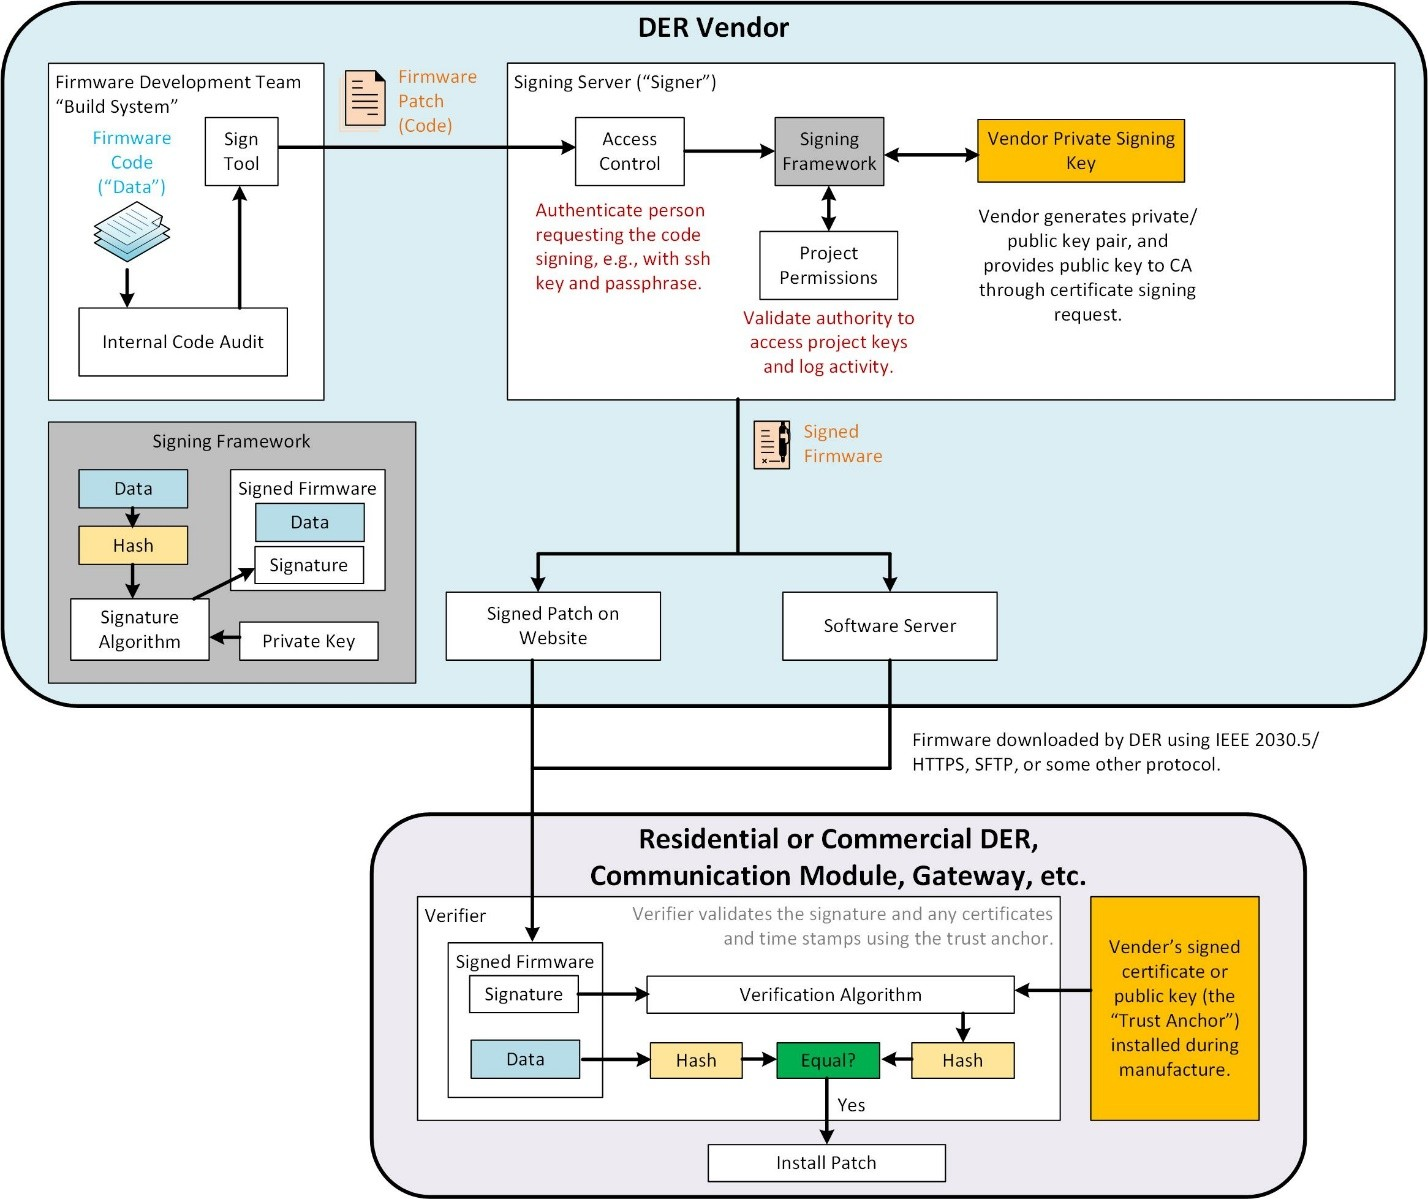 DER Vendor
Firmware Development Team
“Build System”
Firmware
Code
(“Data”)
Sign
Tool
Internal Code Audit
Firmware
Patch
(Code)
Signing Server (“Signer”)
Access
Control
Signing
Framework
Vendor Private Signing
Key
Authenticate person
requesting the code
signing, e.g., with ssh
key and passphrase.
Project
Permissions
Validate authority to
access project keys
and log activity.
Vendor generates private/
public key pair, and
provides public key to CA
through certificate signing
request.
Signing Framework
Data
Hash
Signature
Algorithm
Signed Firmware
Data
Signature
Private Key
Signed
Firmware
Signed Patch on
Website
Software Server
Firmware downloaded by DER using IEEE 2030.5/
HTTPS, SFTP, or some other protocol.
Residential or Commercial DER,
Communication Module, Gateway, etc.
Verifier
Verifier validates the signature and any certificates
and time stamps using the trust anchor.
Signed Firmware
Signature
Verification Algorithm
Data
Hash
Equal?
Hash
Yes
Install Patch
Vender’s signed
certificate or
public key (the
“Trust Anchor”)
installed during
manufacture.